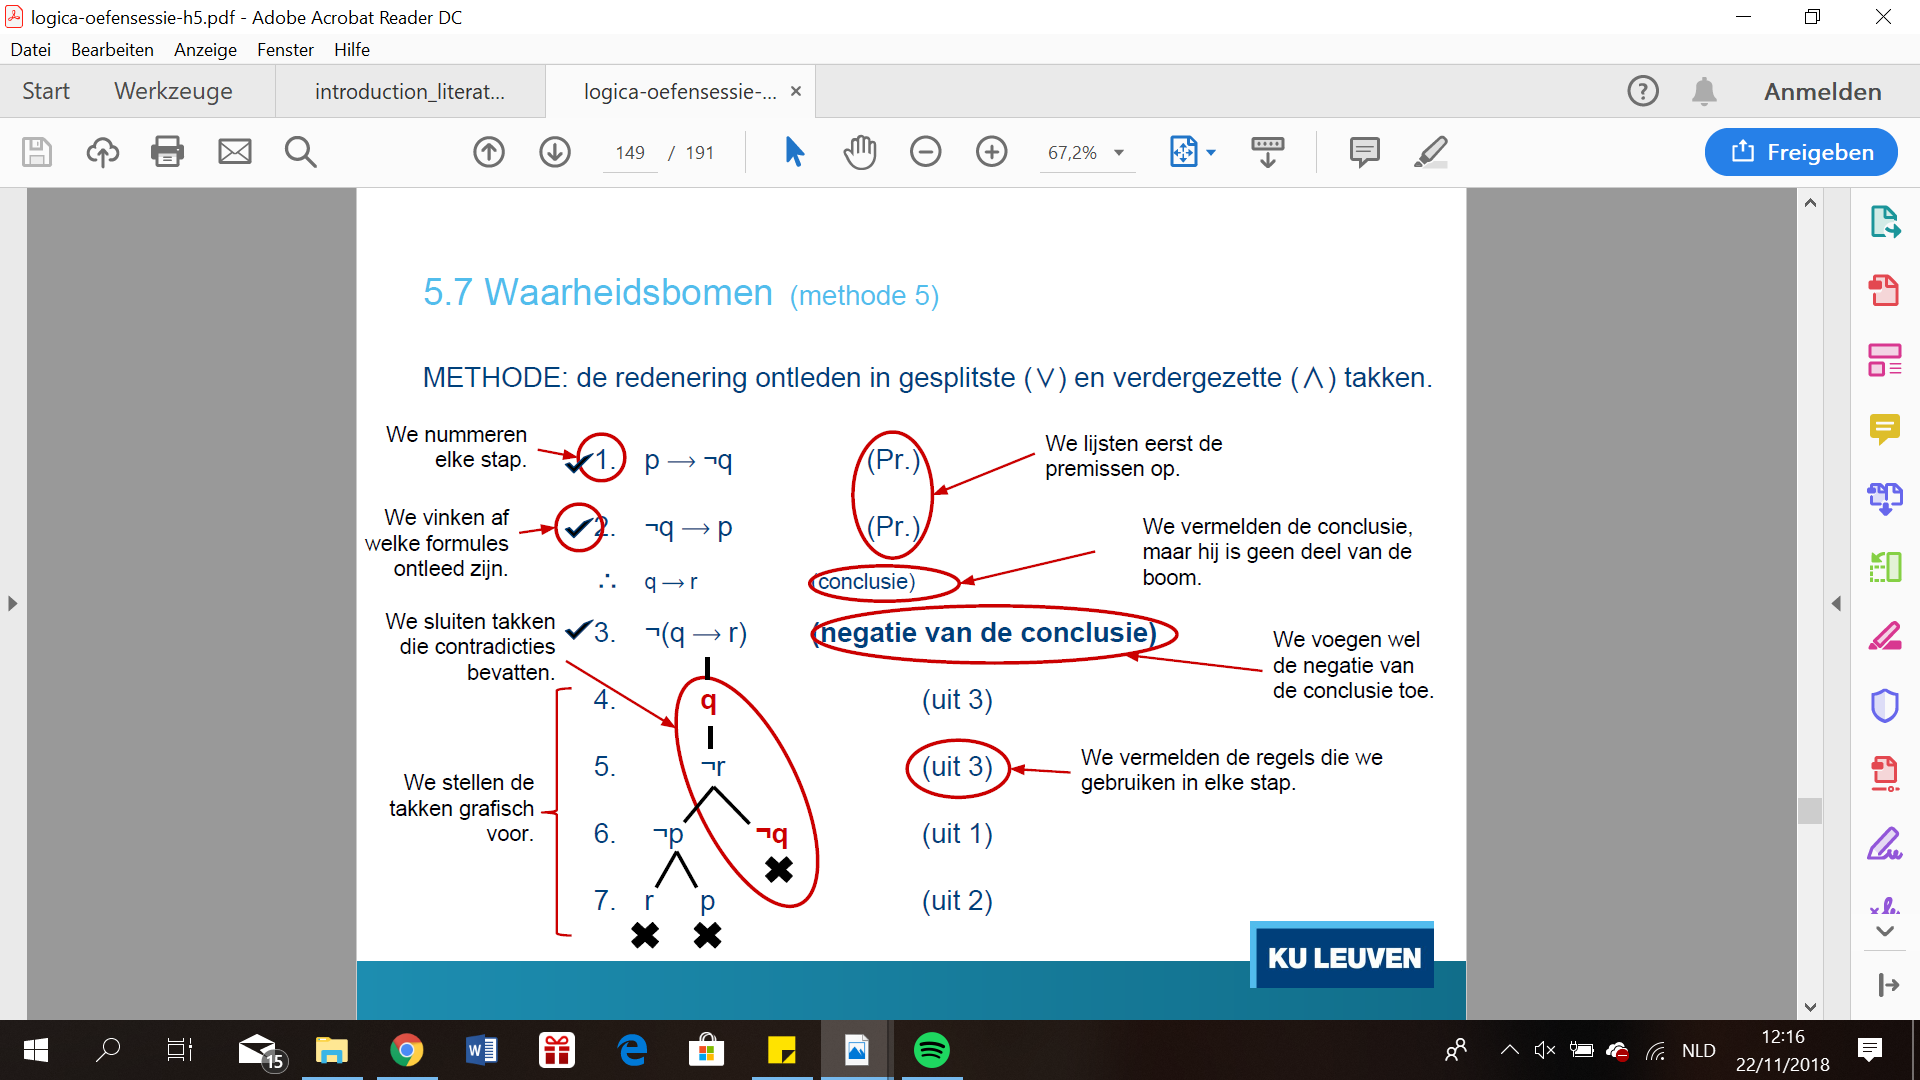 logica-oefensessie-h5.pdf - Adobe Acrobat Reader DC
Datei Bearbeiten Anzeige Fenster Hilfe
Start Werkzeuge introduction_literat... logica-oefensessie-... × Anmelden
149 / 191 67,2% Freigeben
5.7 Waarheidsbomen (methode 5)
METHODE: de redenering ontleden in gesplitste (∨) en verdergezette (∧) takken.
We nummeren
elke stap.
1. p → ¬q (Pr.)
We lijsten eerst de
premissen op.
We vinken af
welke formules
ontleed zijn.
2. ¬q → p (Pr.)
We vermelden de conclusie,
maar hij is geen deel van de
boom.
∴ q → r (conclusie)
We sluiten takken
die contradicties
bevatten.
3. ¬(q → r) (negatie van de conclusie)
We voegen wel
de negatie van
de conclusie toe.
4. q (uit 3)
5. ¬r (uit 3)
We vermelden de regels die we
gebruiken in elke stap.
We stellen de
takken grafisch
voor.
6. ¬p ¬q (uit 1)
✖
7. r p (uit 2)
✖ ✖
KU LEUVEN
15
NLD
12:16
22/11/2018